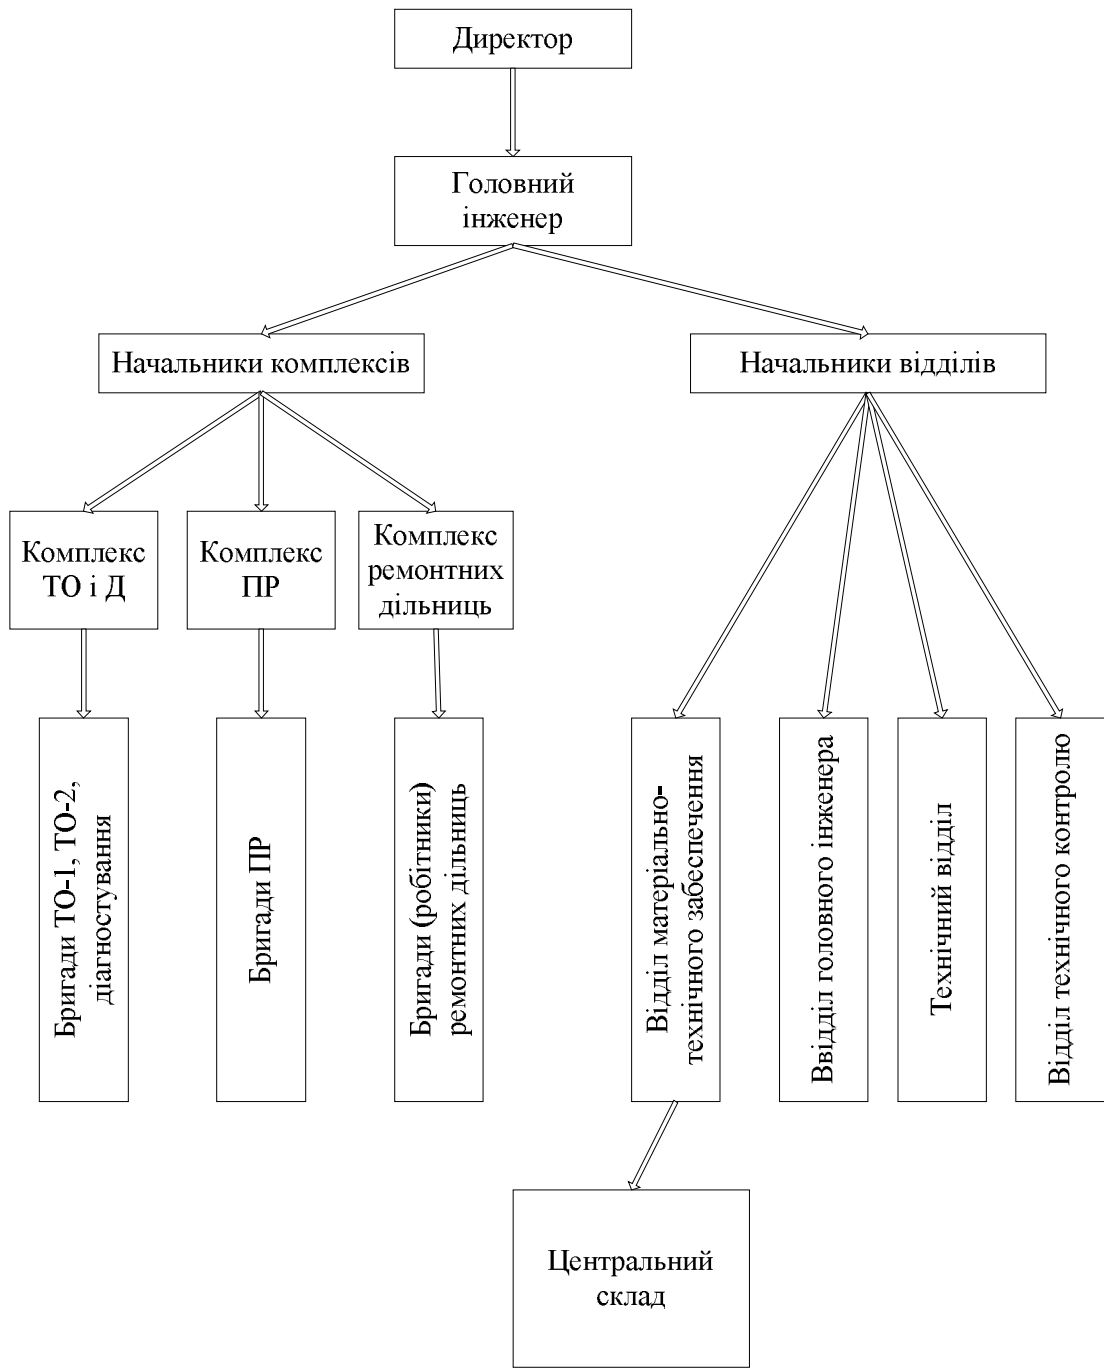 Директор
Головний
інженер
Начальники комплексів
Начальники відділів
Комплекс
ТО і Д
Комплекс
ПР
Комплекс
ремонтних
дільниць
Бригади ТО-1, ТО-2,
діагностування
Бригади ПР
Бригади (робітники)
ремонтних дільниць
Відділ матеріально-
технічного забеспечення
Ввідділ головного інженера
Технічний відділ
Відділ технічного контролю
Центральний
склад